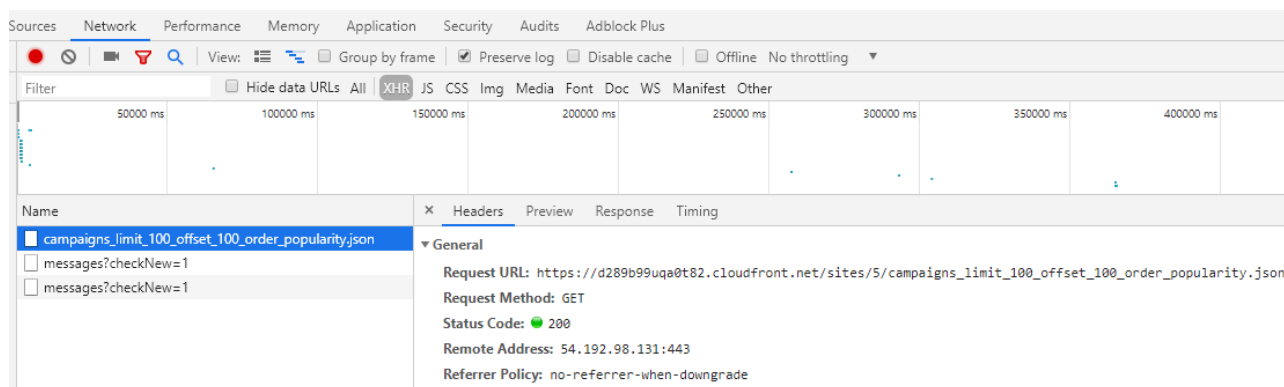 Sources Network Performance Memory Application Security Audits Adblock Plus
View: Group by frame Preserve log Disable cache Offline No throttling
Filter Hide data URLs All XHR JS CSS Img Media Font Doc WS Manifest Other
50000 ms 100000 ms 150000 ms 200000 ms 250000 ms 300000 ms 350000 ms 400000 ms
Name × Headers Preview Response Timing
campaigns_limit_100_offset_100_order_popularity.json
messages?checkNew=1
messages?checkNew=1
General
Request URL: https://d289b99uqa0t82.cloudfront.net/sites/5/campaigns_limit_100_offset_100_order_popularity.json
Request Method: GET
Status Code: 200
Remote Address: 54.192.98.131:443
Referrer Policy: no-referrer-when-downgrade